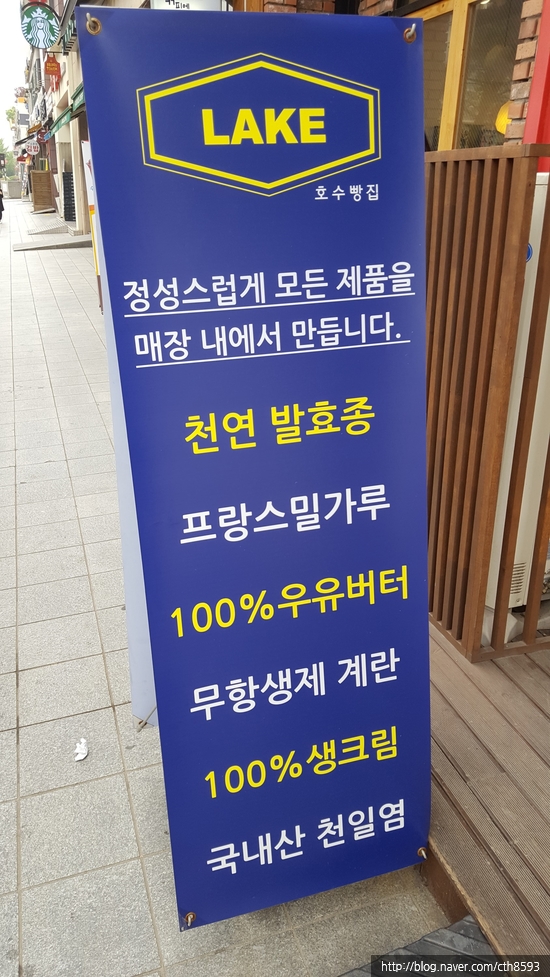 LAKE
호수빵집
정성스럽게 모든 제품을
매장 내에서 만듭니다.
천연 발효종
프랑스밀가루
100%우유버터
무항생제 계란
100%생크림
국내산 천일염
http://blog.naver.com/cth8593